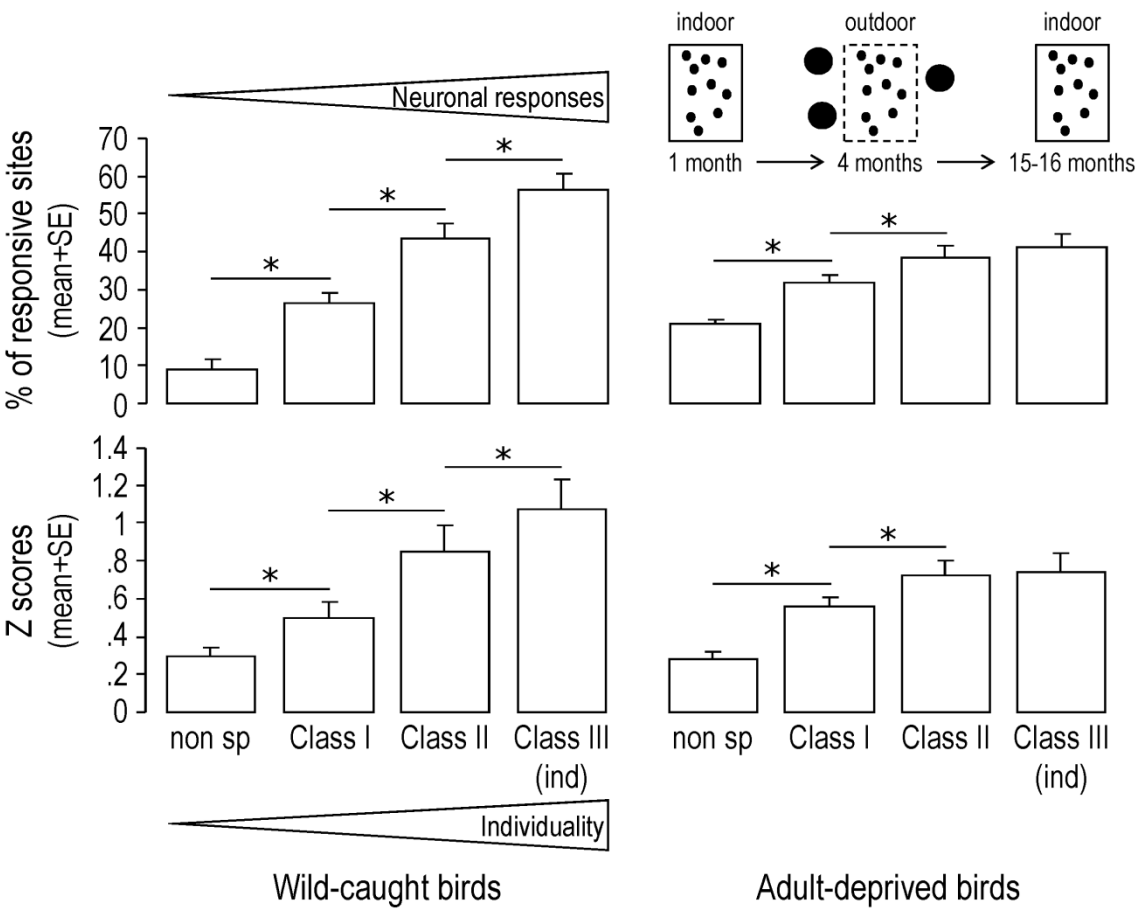 indoor
outdoor
indoor
1 month
4 months
15-16 months
Neuronal responses
% of responsive sites
(mean+SE)
70
60
50
40
30
20
10
0
*
*
*
*
*
Z scores
(mean+SE)
1.4
1.2
1
.8
.6
.4
.2
0
*
*
*
*
*
non sp
Class I
Class II
Class III
(ind)
non sp
Class I
Class II
Class III
(ind)
Individuality
Wild-caught birds
Adult-deprived birds